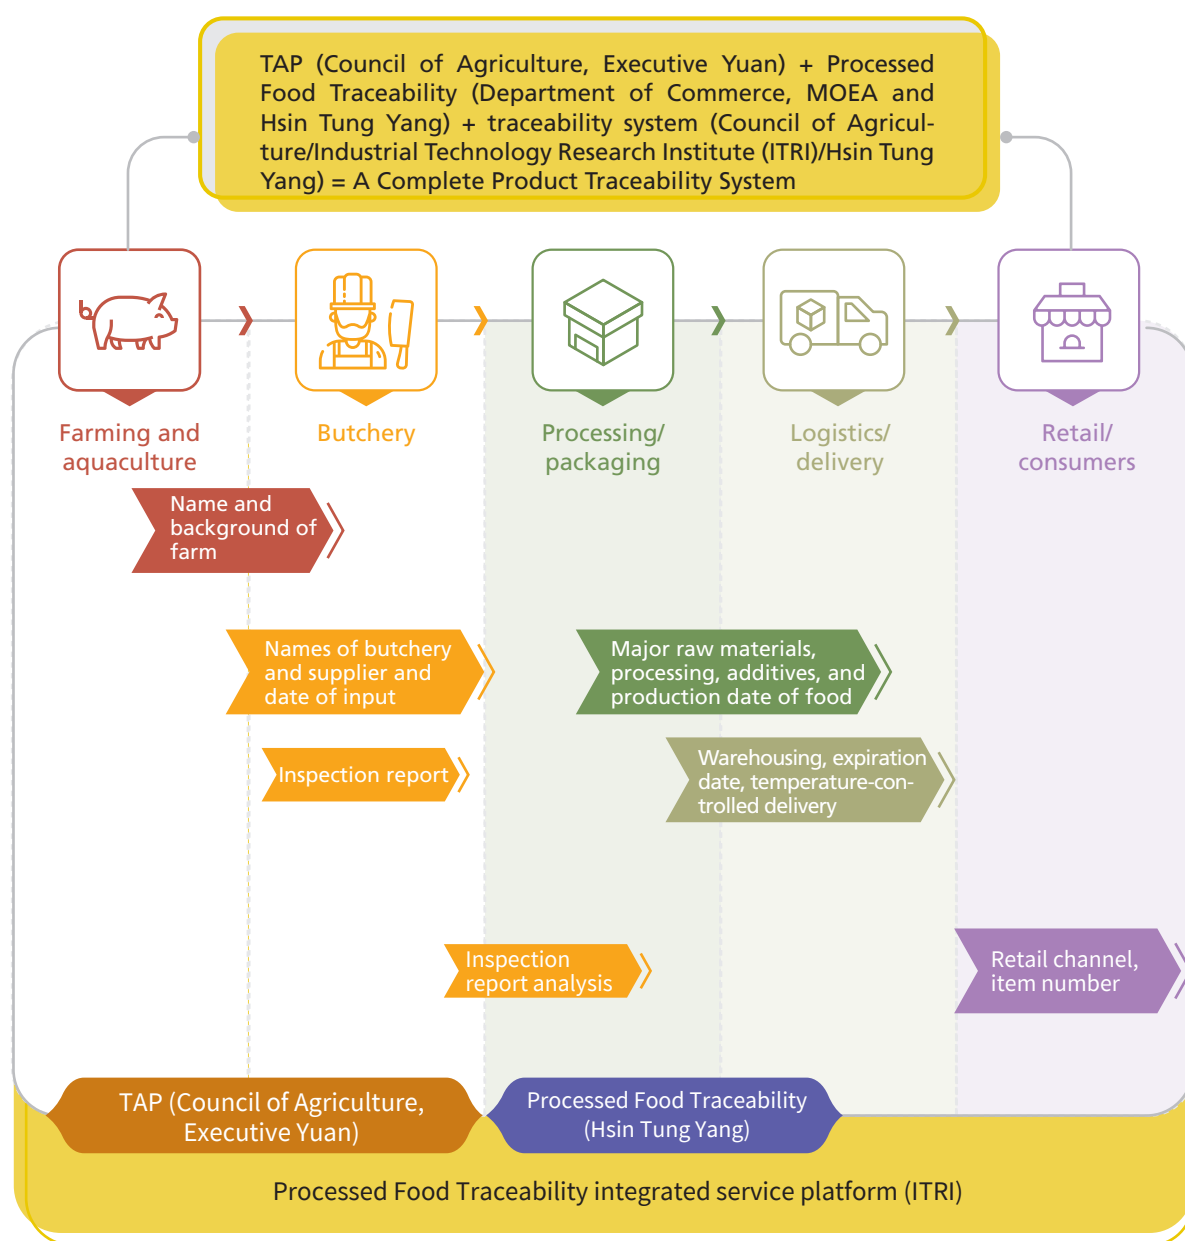 TAP (Council of Agriculture, Executive Yuan) + Processed
Food Traceability (Department of Commerce, MOEA and
Hsin Tung Yang) + traceability system (Council of Agricul-
ture/Industrial Technology Research Institute (ITRI)/Hsin Tung
Yang) = A Complete Product Traceability System
Farming and
aquaculture
Butchery
Processing/
packaging
Logistics/
delivery
Retail/
consumers
Name and
background of
farm
Names of butchery
and supplier and
date of input
Major raw materials,
processing, additives, and
production date of food
Inspection report
Warehousing, expiration
date, temperature-con-
trolled delivery
Inspection
report analysis
Retail channel,
item number
TAP (Council of Agriculture,
Executive Yuan)
Processed Food Traceability
(Hsin Tung Yang)
Processed Food Traceability integrated service platform (ITRI)